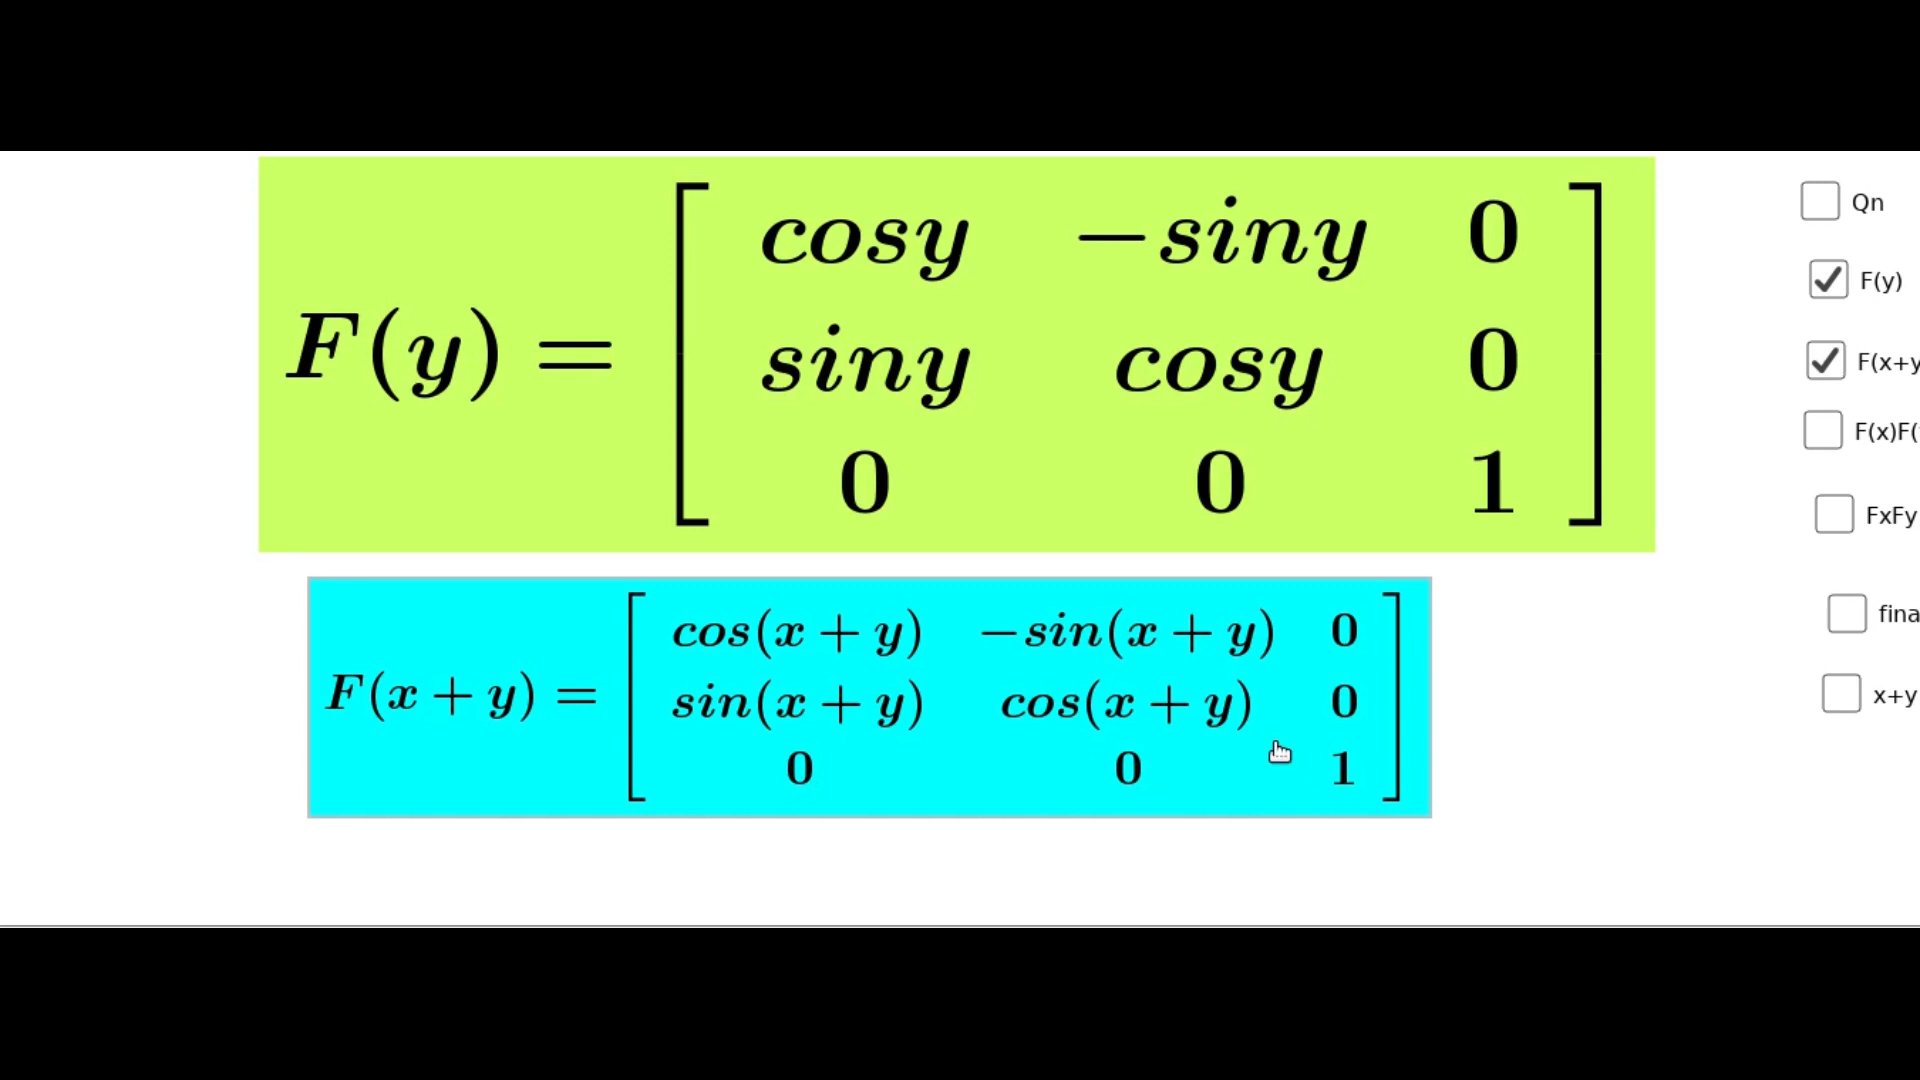 F(y) =
cosy −siny 0
siny cosy 0
0 0 1
F(x + y) =
cos(x + y) −sin(x + y) 0
sin(x + y) cos(x + y) 0
0 0 1
Qn
F(y)
F(x+y
F(x)F(
FxFy
fina
x+y